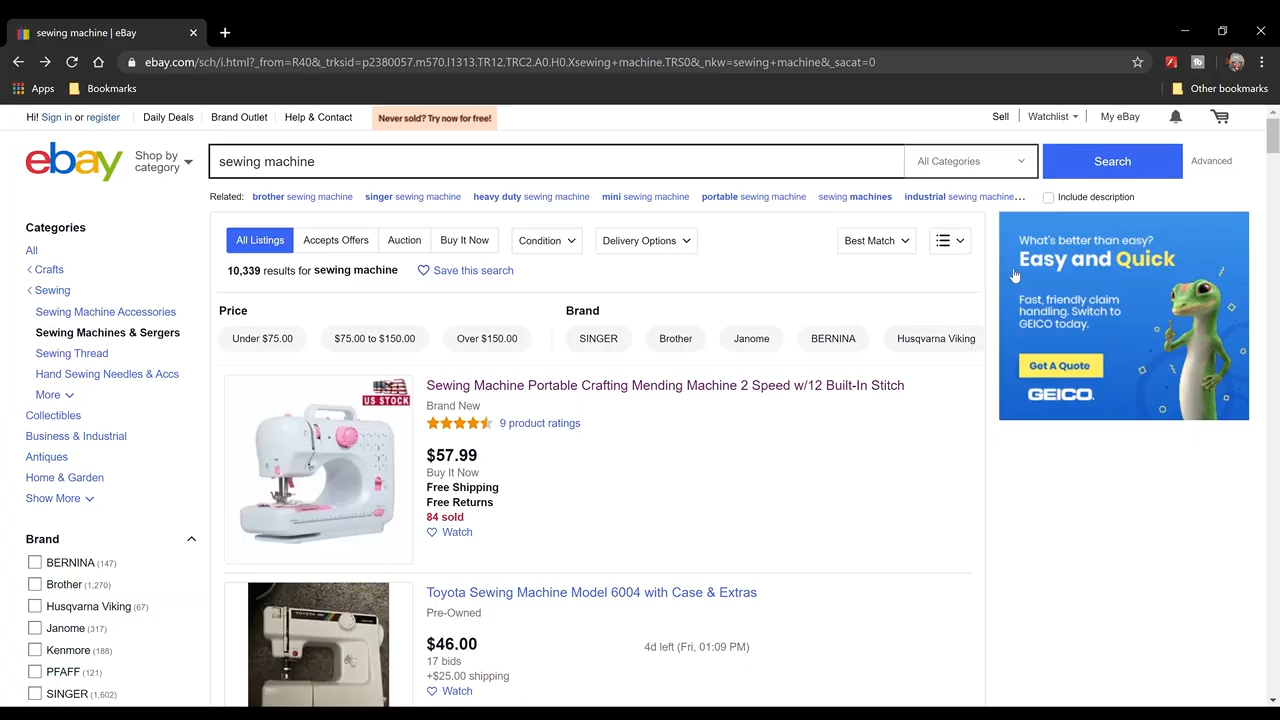 sewing machine | eBay
ebay.com/sch/i.html?_from=R40&_trksid=p2380057.m570.l1313.TR12.TRC2.A0.H0.Xsewing+machine.TRS0&_nkw=sewing+machine&_sacat=0
Apps Bookmarks Other bookmarks
Hi! Sign in or register Daily Deals Brand Outlet Help & Contact Never sold? Try now for free! Sell Watchlist My eBay
ebay Shop by category sewing machine All Categories Search Advanced
Related: brother sewing machine singer sewing machine heavy duty sewing machine mini sewing machine portable sewing machine sewing machines industrial sewing machine... Include description
Categories
All
Crafts
Sewing
Sewing Machine Accessories
Sewing Machines & Sergers
Sewing Thread
Hand Sewing Needles & Accs
More
Collectibles
Business & Industrial
Antiques
Home & Garden
Show More
Brand
BERNINA (147)
Brother (1,270)
Husqvarna Viking (67)
Janome (317)
Kenmore (188)
PFAFF (121)
SINGER (1,602)
All Listings Accepts Offers Auction Buy It Now Condition Delivery Options Best Match
10,339 results for sewing machine Save this search
Price Brand
Under $75.00 $75.00 to $150.00 Over $150.00 SINGER Brother Janome BERNINA Husqvarna Viking
US STOCK
Sewing Machine Portable Crafting Mending Machine 2 Speed w/12 Built-In Stitch
Brand New
9 product ratings
$57.99
Buy It Now
Free Shipping
Free Returns
84 sold
Watch
TOYOTA
Toyota Sewing Machine Model 6004 with Case & Extras
Pre-Owned
$46.00 4d left (Fri, 01:09 PM)
17 bids
+$25.00 shipping
Watch
What's better than easy?
Easy and Quick
Fast, friendly claim
handling. Switch to
GEICO today.
Get A Quote
GEICO.